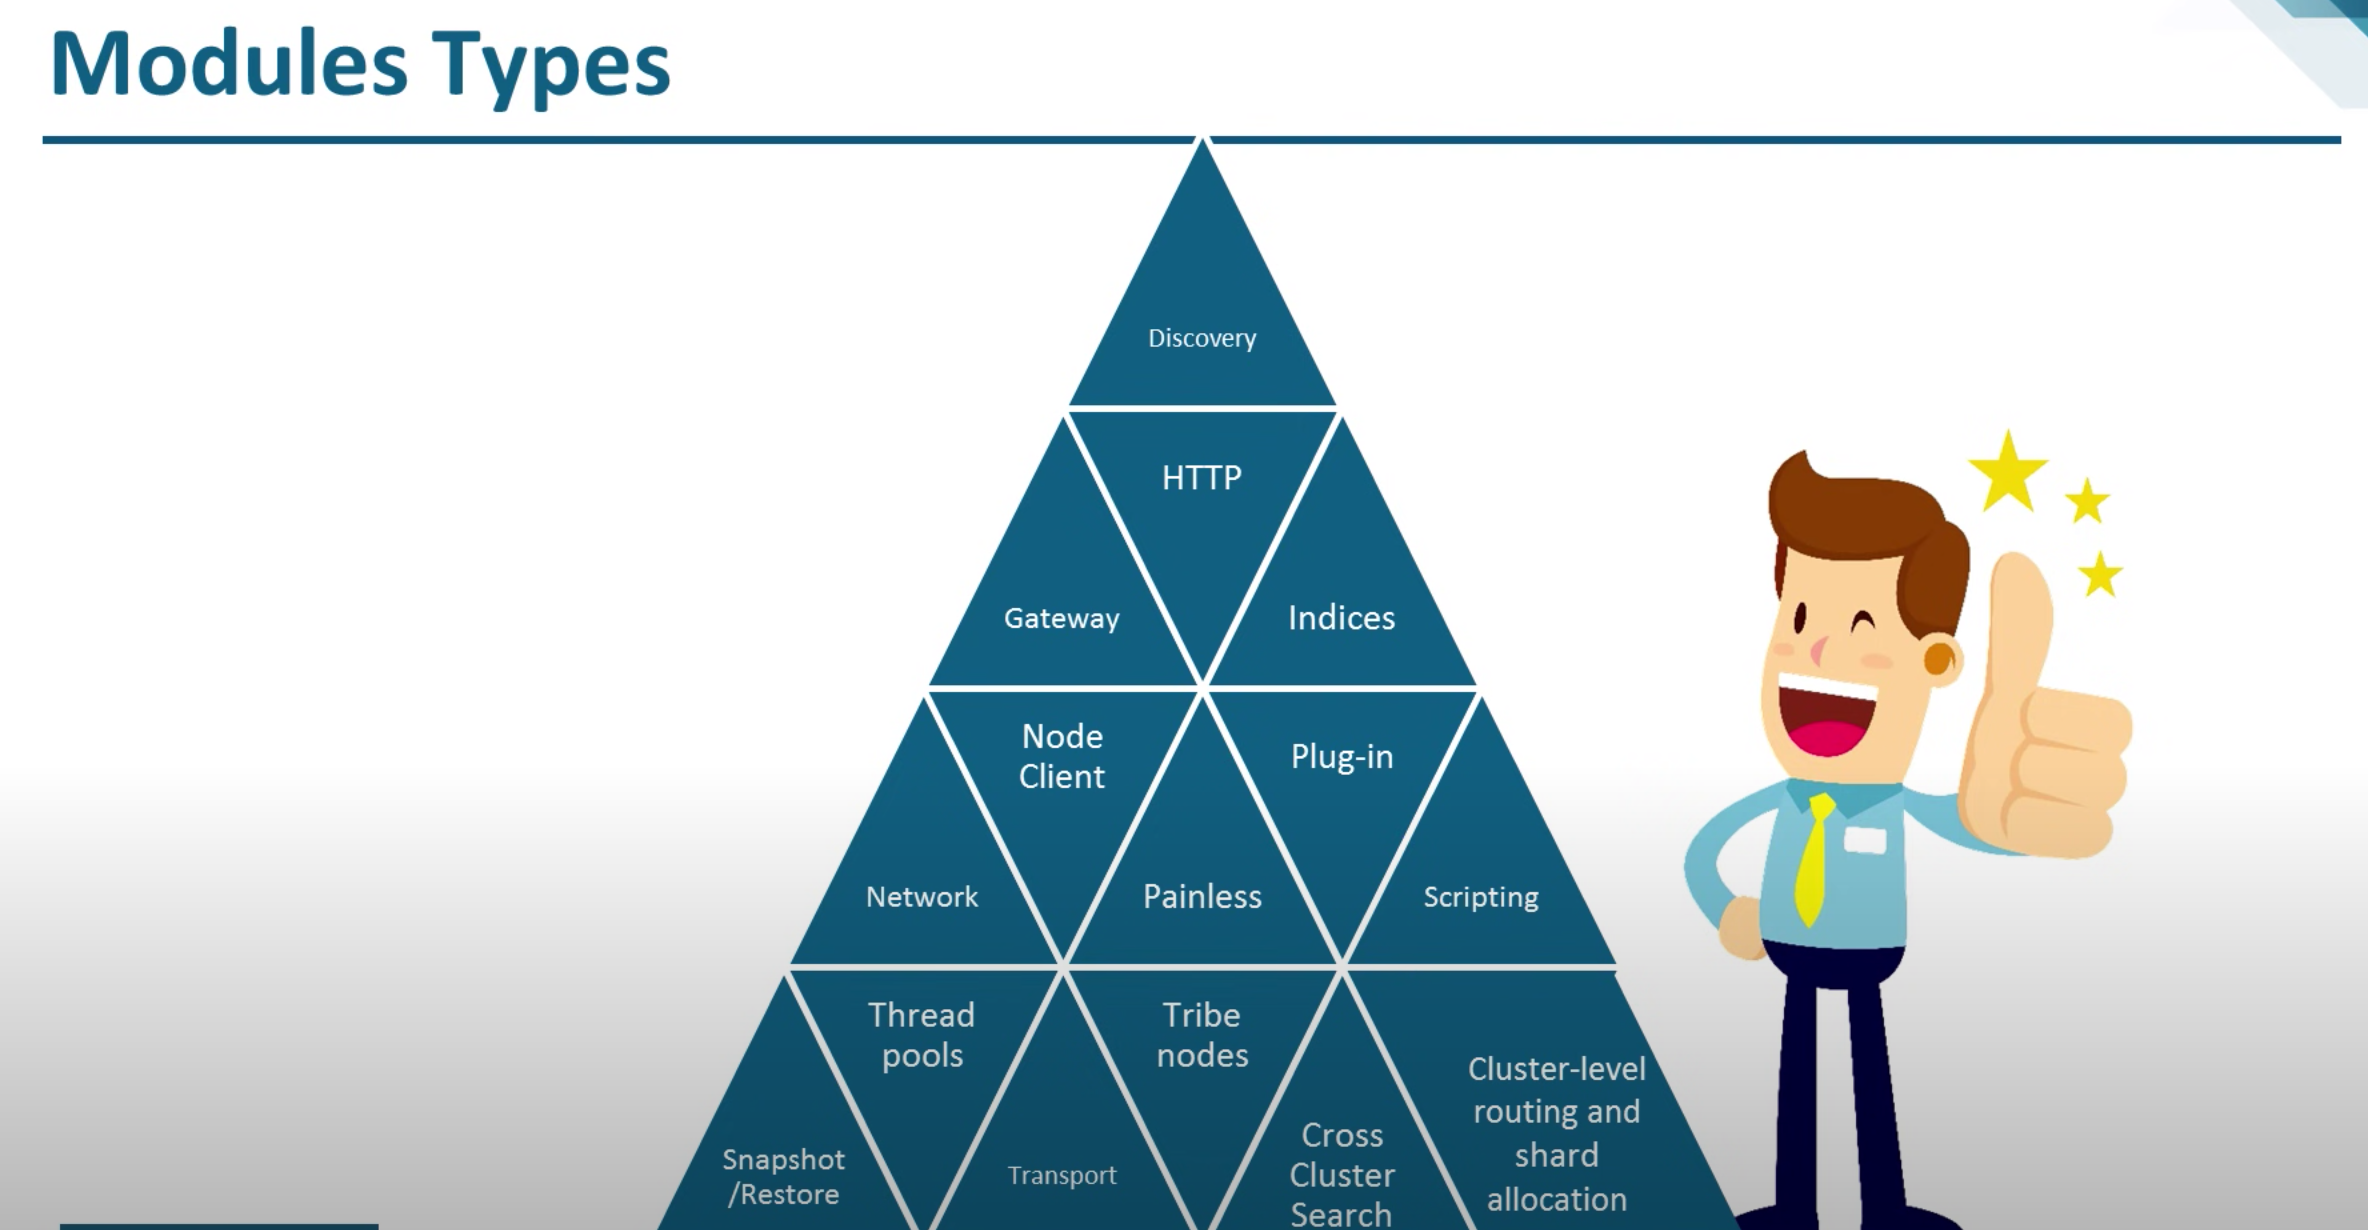 Modules Types
Discovery
HTTP
Gateway
Indices
Node
Client
Plug-in
Network
Painless
Scripting
Thread
pools
Tribe
nodes
Snapshot
/Restore
Transport
Cross
Cluster
Search
Cluster-level
routing and
shard
allocation